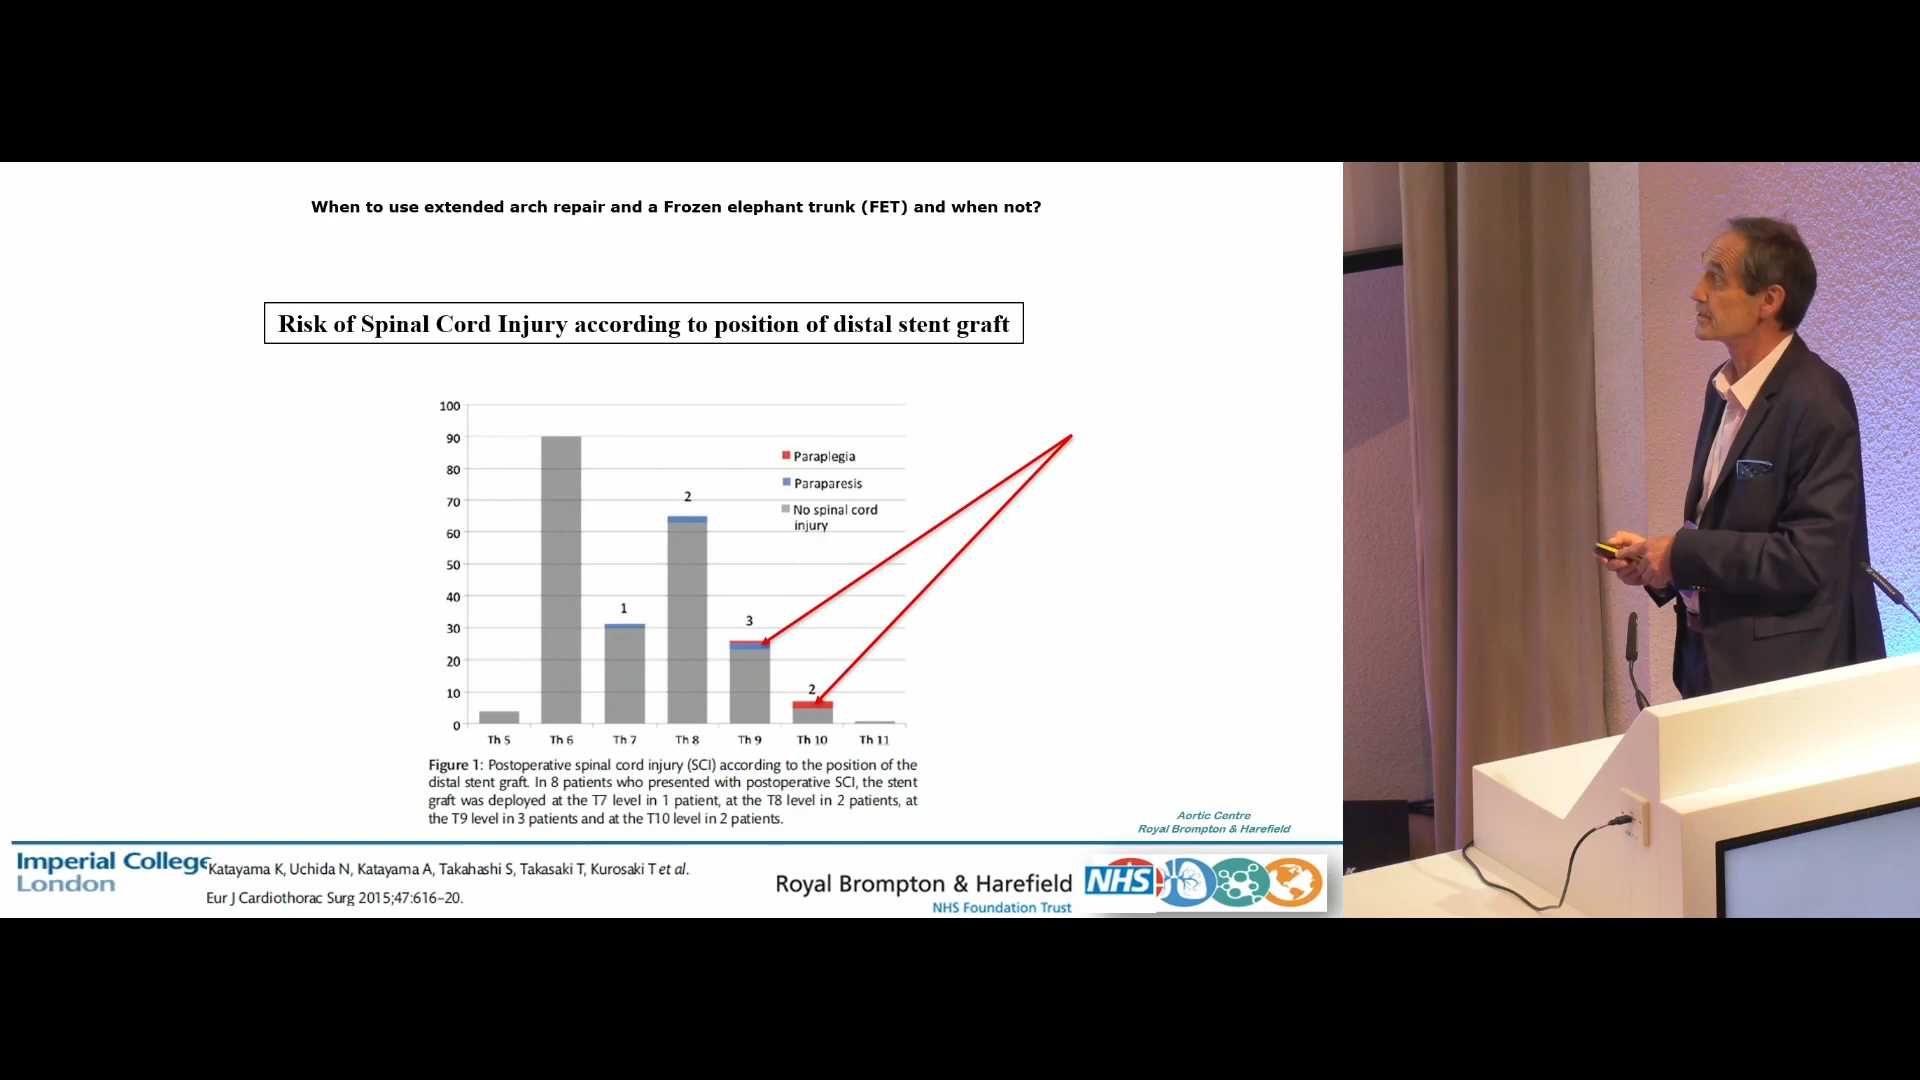 When to use extended arch repair and a Frozen elephant trunk (FET) and when not?
Risk of Spinal Cord Injury according to position of distal stent graft
100
90
80
70
60
50
40
30
20
10
0
Paraplegia
Paraparesis
No spinal cord
injury
1
2
3
2
Th 5 Th 6 Th 7 Th 8 Th 9 Th 10 Th 11
Figure 1: Postoperative spinal cord injury (SCI) according to the position of the
distal stent graft. In 8 patients who presented with postoperative SCI, the stent
graft was deployed at the T7 level in 1 patient, at the T8 level in 2 patients, at
the T9 level in 3 patients and at the T10 level in 2 patients.
Aortic Centre
Royal Brompton & Harefield
Imperial College
London
Katayama K, Uchida N, Katayama A, Takahashi S, Takasaki T, Kurosaki T et al.
Eur J Cardiothorac Surg 2015;47:616–20.
Royal Brompton & Harefield
NHS Foundation Trust
NHS